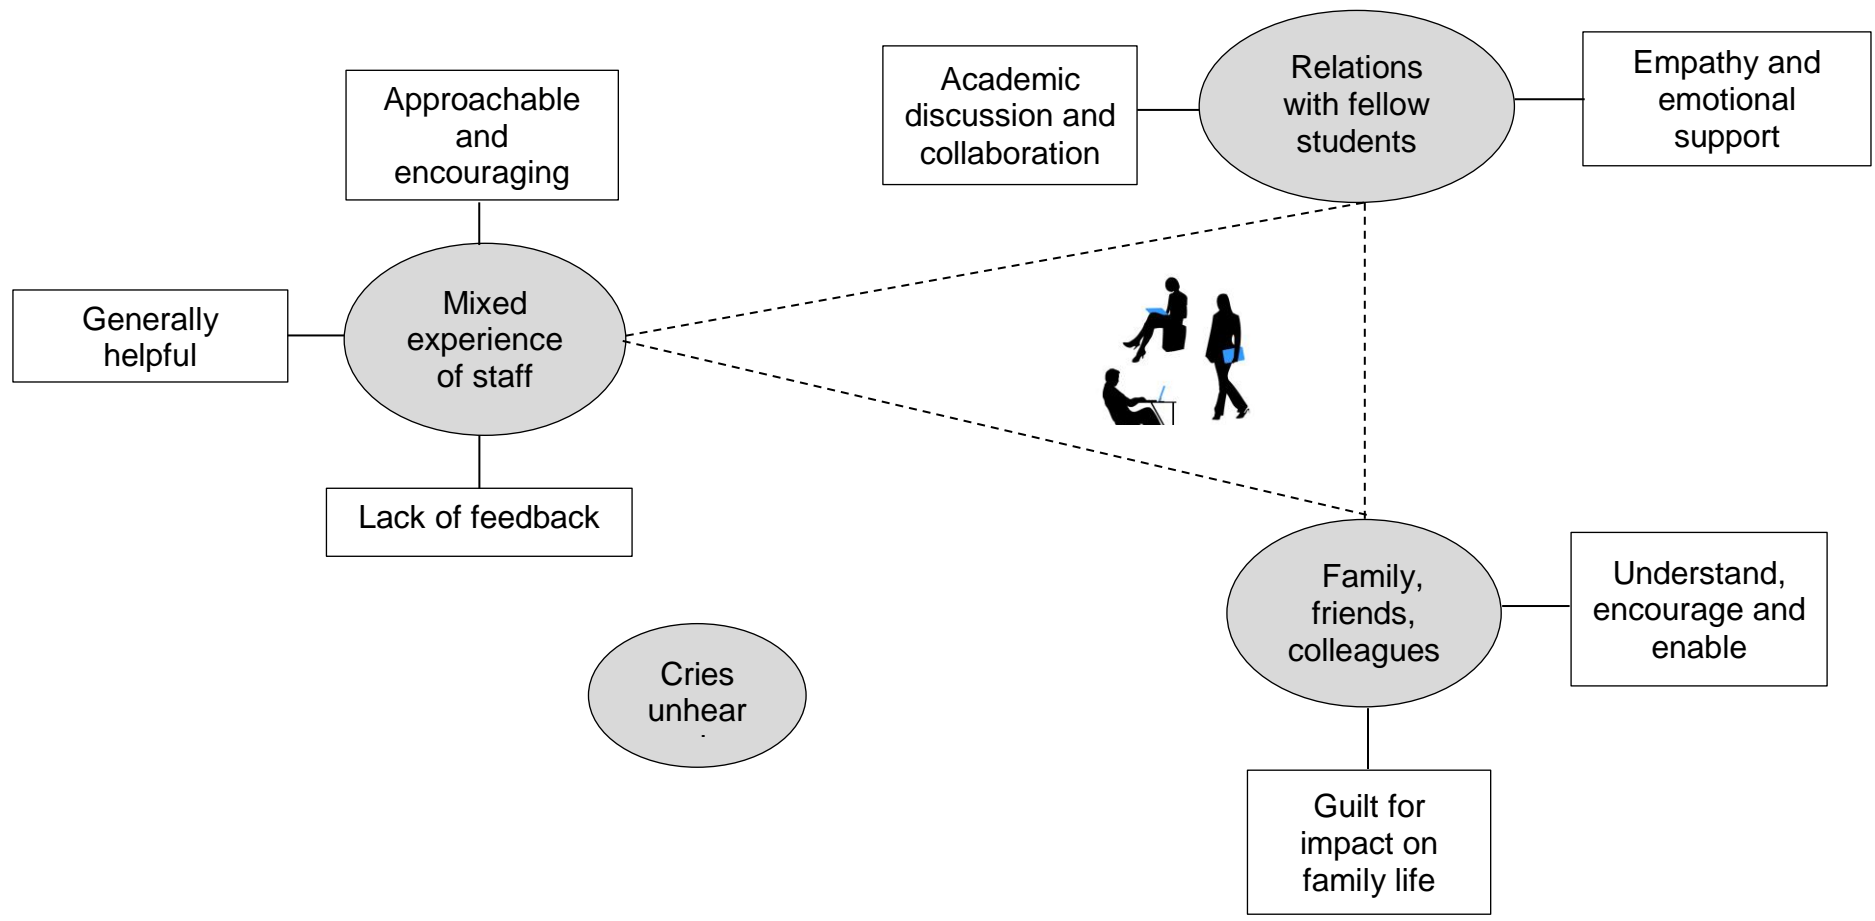 Approachable
and
encouraging
Academic
discussion and
collaboration
Relations
with fellow
students
Empathy and
emotional
support
Generally
helpful
Mixed
experience
of staff
Lack of feedback
Cries
unhear
Family,
friends,
colleagues
Understand,
encourage and
enable
Guilt for
impact on
family life